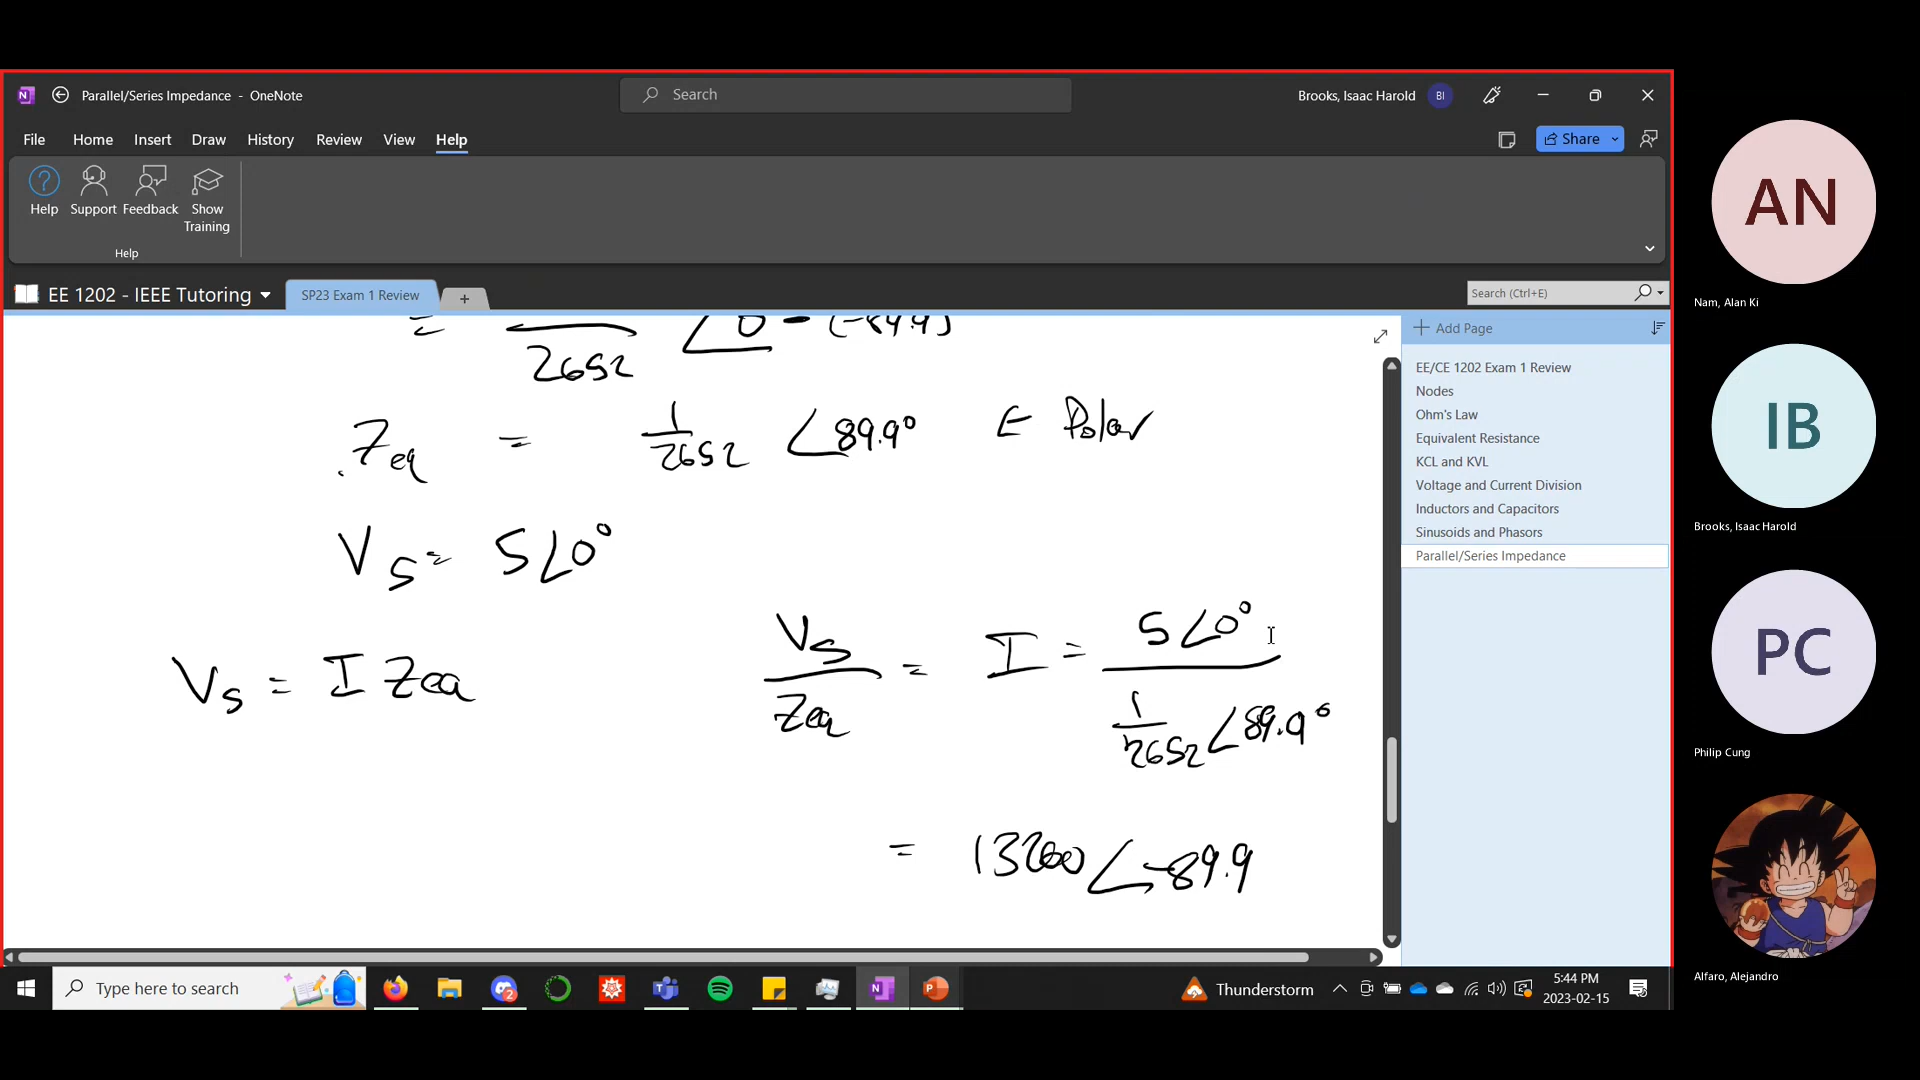 Parallel/Series Impedance - OneNote
Search
Brooks, Isaac Harold
BI
File Home Insert Draw History Review View Help
Share
Help Support Feedback Show Training
Help
EE 1202 - IEEE Tutoring
SP23 Exam 1 Review
+
Search (Ctrl+E)
Add Page
EE/CE 1202 Exam 1 Review
Nodes
Ohm's Law
Equivalent Resistance
KCL and KVL
Voltage and Current Division
Inductors and Capacitors
Sinusoids and Phasors
Parallel/Series Impedance
= 2652 ∠0 - (-89.9)
Zeq = 1/2652 ∠89.9° ← Polar
Vs = 5∠0°
Vs = I Zeq
Vs/Zeq = I = 5∠0° / (1/2652 ∠89.9°)
= 13260 ∠-89.9
Type here to search
2
Thunderstorm
5:44 PM
2023-02-15
AN
Nam, Alan Ki
IB
Brooks, Isaac Harold
PC
Philip Cung
Alfaro, Alejandro